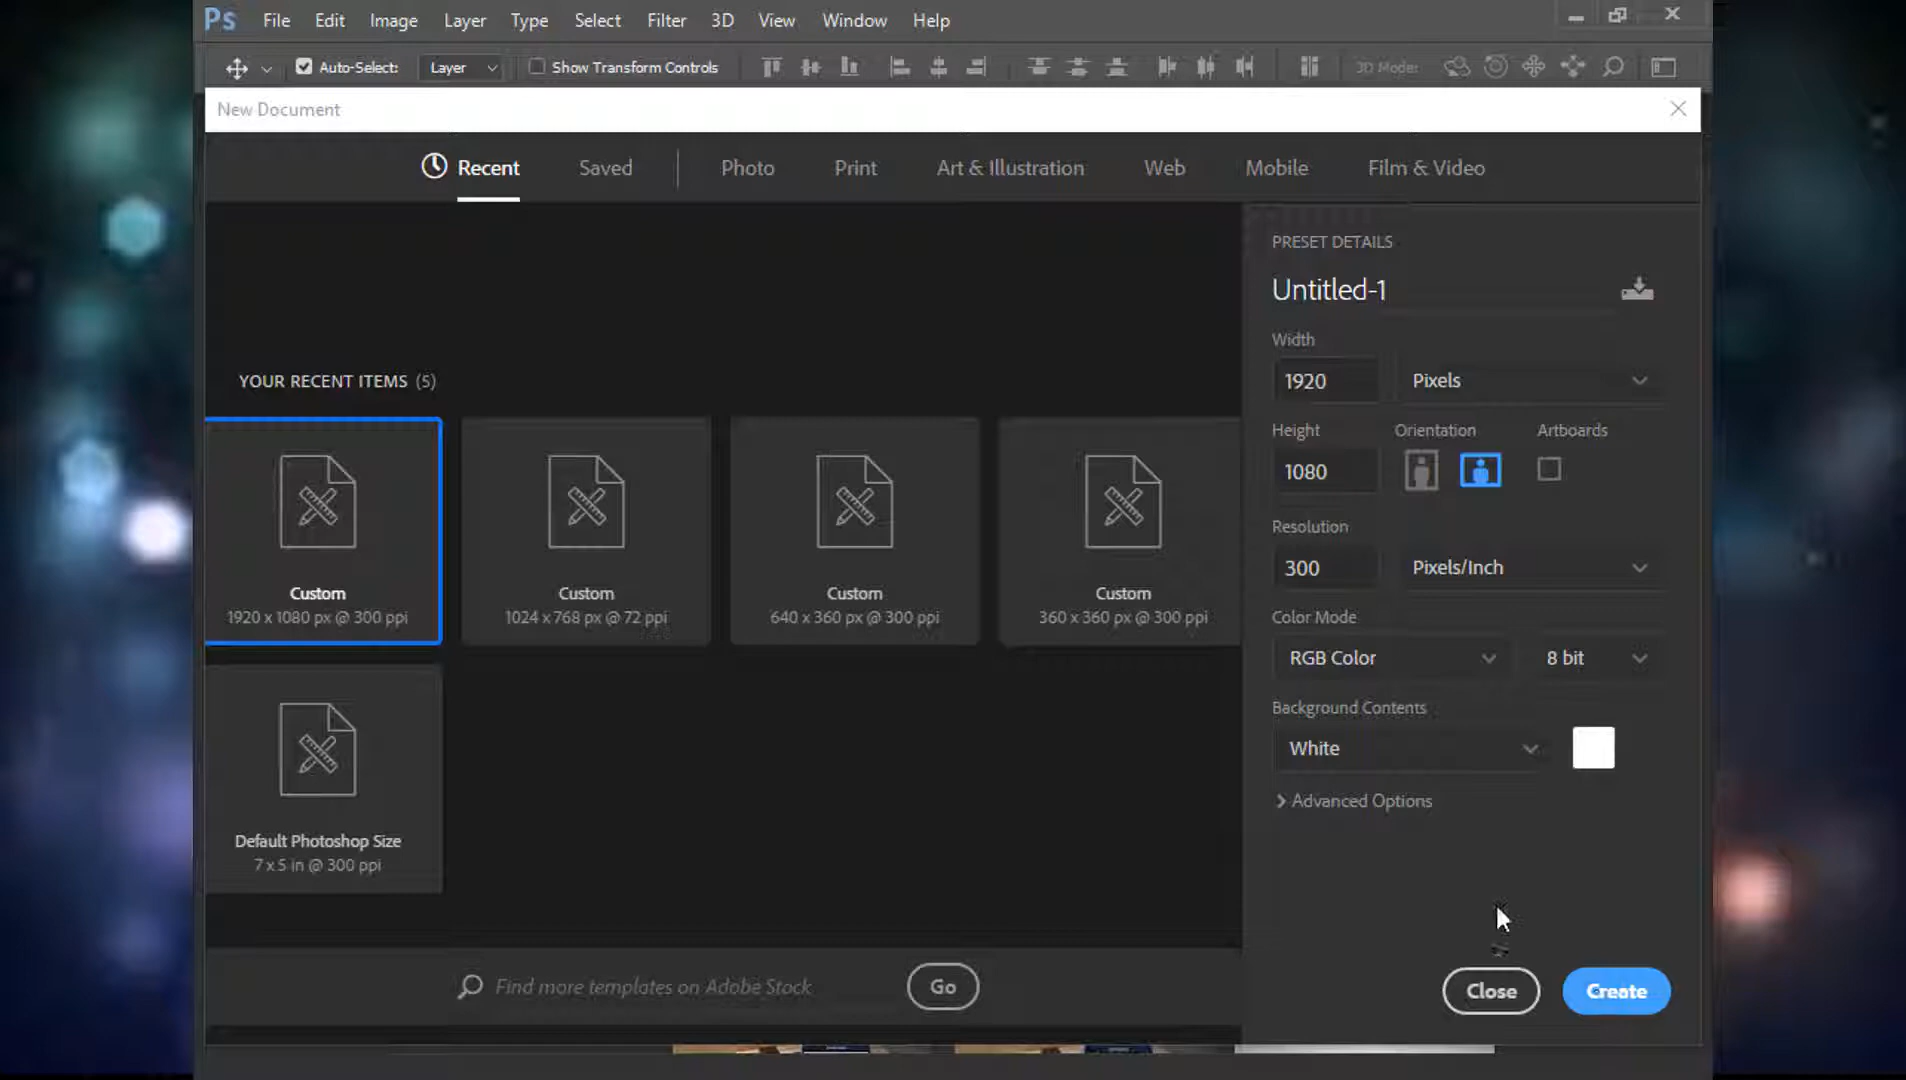 Ps File Edit Image Layer Type Select Filter 3D View Window Help
Auto-Select: Layer Show Transform Controls 3D Mode:
New Document
Recent Saved Photo Print Art & Illustration Web Mobile Film & Video
PRESET DETAILS
Untitled-1
Width
1920 Pixels
Height Orientation Artboards
1080
Resolution
300 Pixels/Inch
Color Mode
RGB Color 8 bit
Background Contents
White
Advanced Options
YOUR RECENT ITEMS (5)
Custom
1920 x 1080 px @ 300 ppi
Custom
1024 x 768 px @ 72 ppi
Custom
640 x 360 px @ 300 ppi
Custom
360 x 360 px @ 300 ppi
Default Photoshop Size
7 x 5 in @ 300 ppi
Find more templates on Adobe Stock Go
Close Create